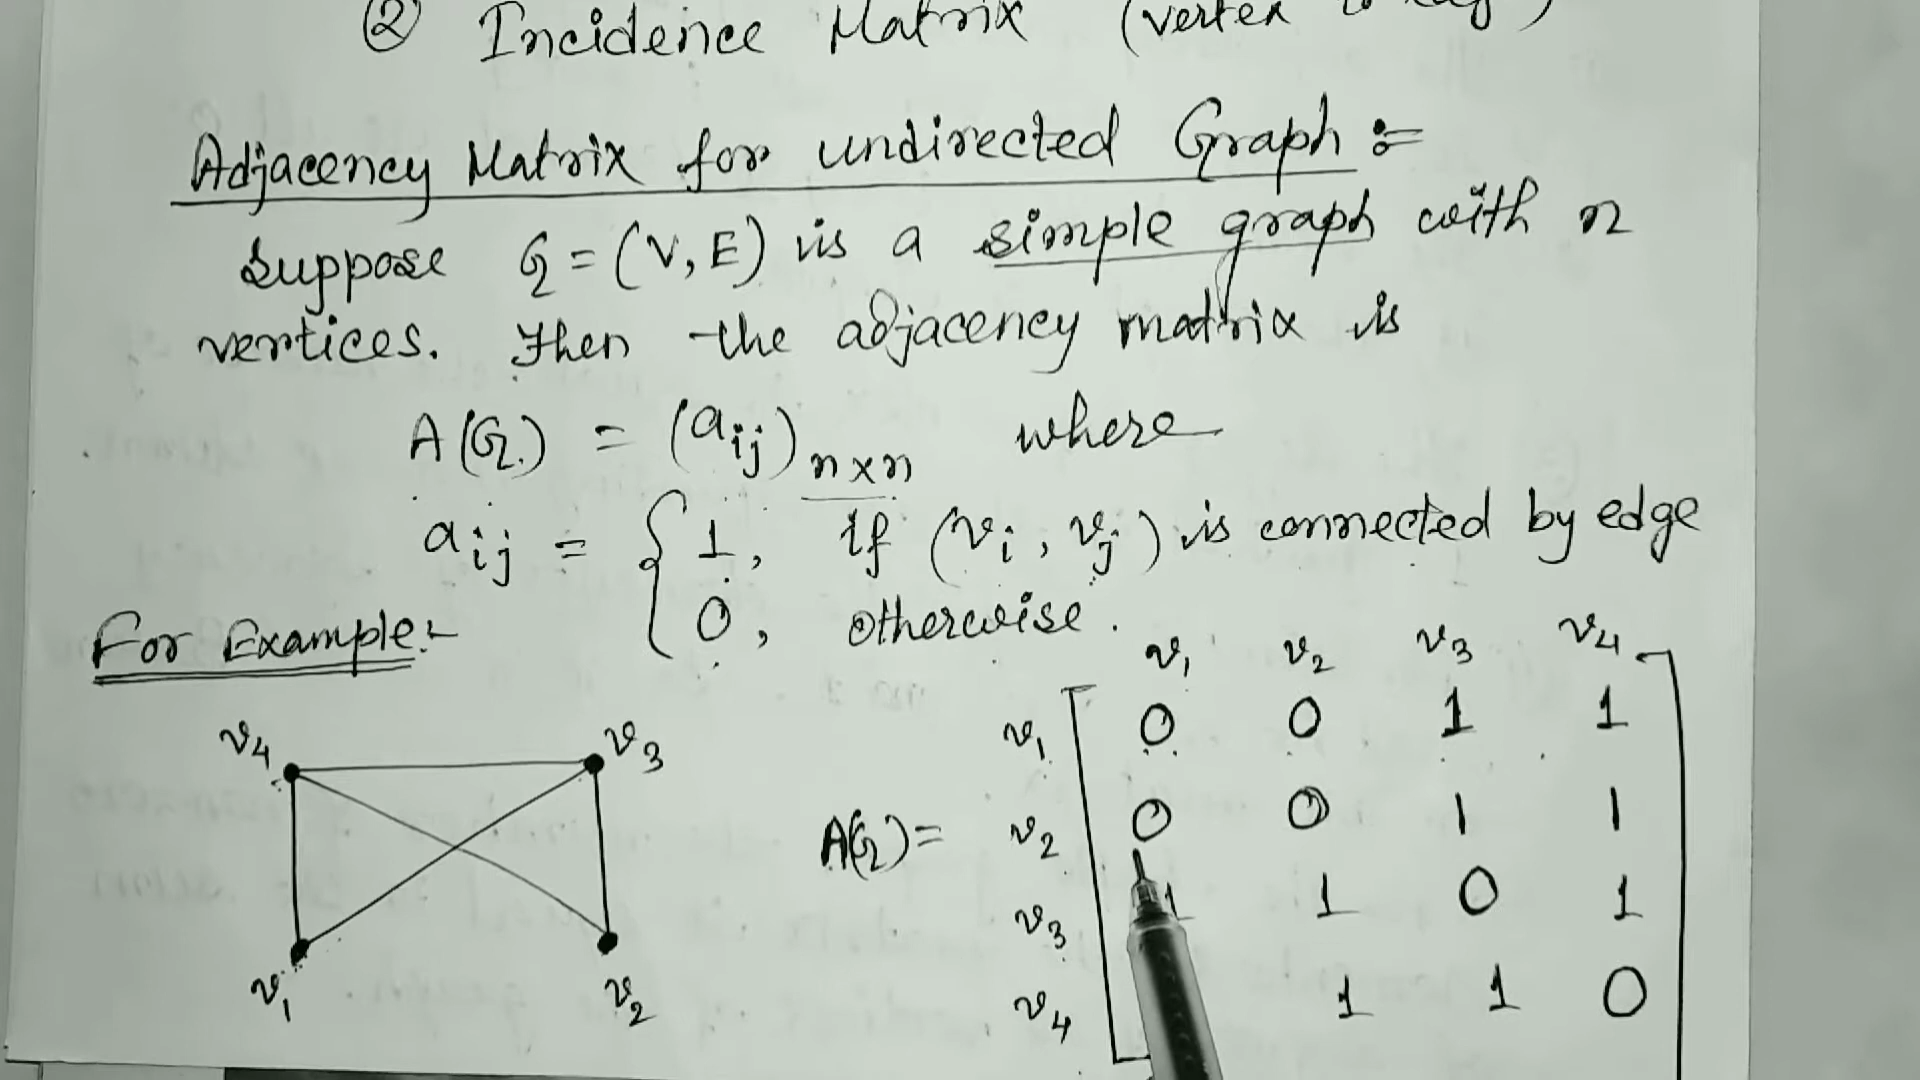 ② Incidence Matrix (vertex
Adjacency Matrix for undirected Graph :=
Suppose G = (V, E) is a simple graph with n
vertices. Then the adjacency matrix is
A(G) = (aij) n×n where
aij = { 1, if (vi, vj) is connected by edge
0, otherwise.
For Example:-
v4 v3
v1 v2
v1 v2 v3 v4
v1 0 0 1 1
A(G) = v2 0 0 1 1
v3 1 1 0 1
v4 1 1 0